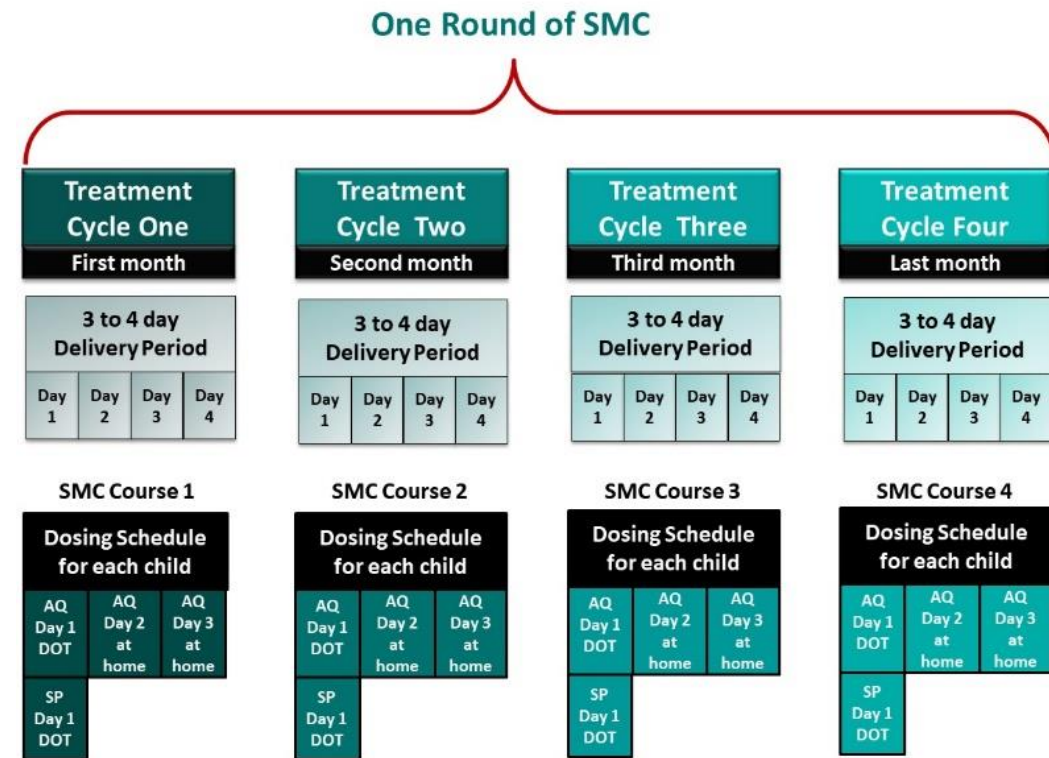 One Round of SMC
Treatment
Cycle One
First month
3 to 4 day
Delivery Period
Day
1
Day
2
Day
3
Day
4
SMC Course 1
Dosing Schedule
for each child
AQ
Day 1
DOT
AQ
Day 2
at
home
AQ
Day 3
at
home
SP
Day 1
DOT
Treatment
Cycle Two
Second month
3 to 4 day
Delivery Period
Day
1
Day
2
Day
3
Day
4
SMC Course 2
Dosing Schedule
for each child
AQ
Day 1
DOT
AQ
Day 2
at
home
AQ
Day 3
at
home
SP
Day 1
DOT
Treatment
Cycle Three
Third month
3 to 4 day
Delivery Period
Day
1
Day
2
Day
3
Day
4
SMC Course 3
Dosing Schedule
for each child
AQ
Day 1
DOT
AQ
Day 2
at
home
AQ
Day 3
at
home
SP
Day 1
DOT
Treatment
Cycle Four
Last month
3 to 4 day
Delivery Period
Day
1
Day
2
Day
3
Day
4
SMC Course 4
Dosing Schedule
for each child
AQ
Day 1
DOT
AQ
Day 2
at
home
AQ
Day 3
at
home
SP
Day 1
DOT